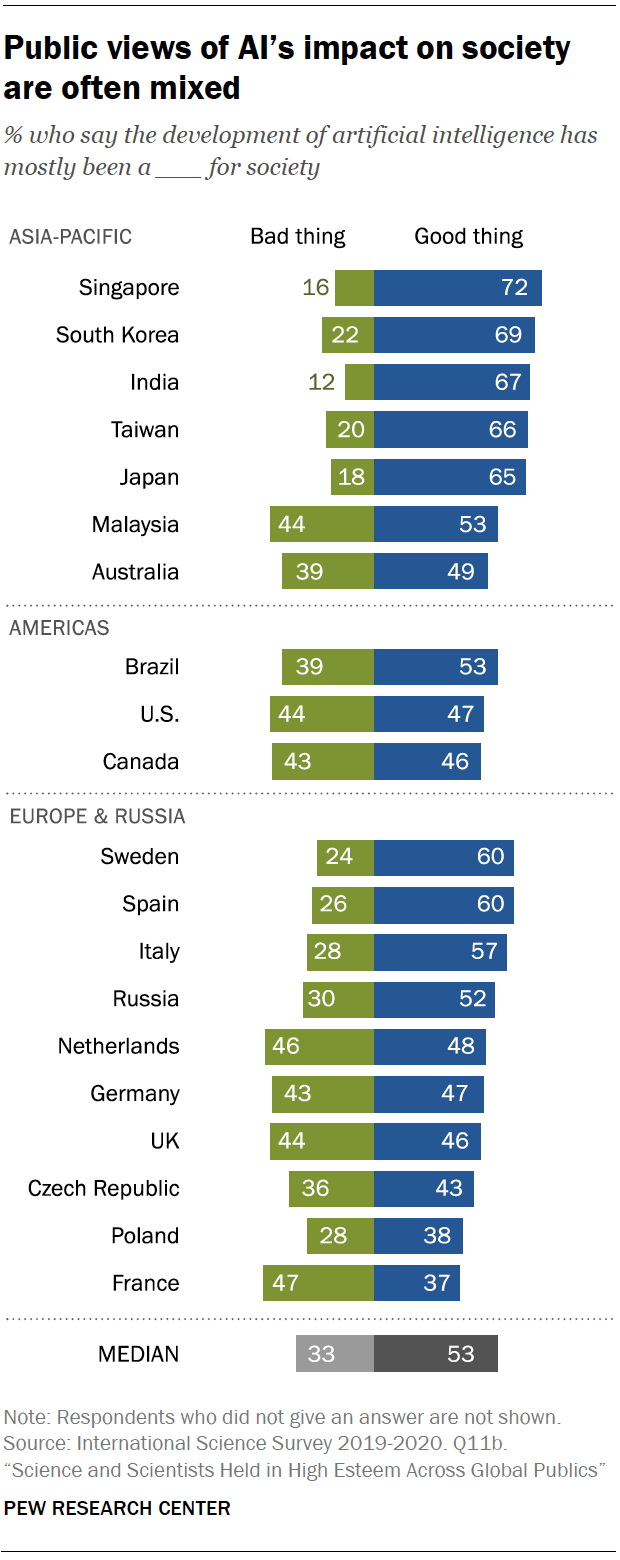 Public views of AI’s impact on society
are often mixed
% who say the development of artificial intelligence has
mostly been a ___ for society
ASIA-PACIFIC Bad thing Good thing
Singapore 16 72
South Korea 22 69
India 12 67
Taiwan 20 66
Japan 18 65
Malaysia 44 53
Australia 39 49
AMERICAS
Brazil 39 53
U.S. 44 47
Canada 43 46
EUROPE & RUSSIA
Sweden 24 60
Spain 26 60
Italy 28 57
Russia 30 52
Netherlands 46 48
Germany 43 47
UK 44 46
Czech Republic 36 43
Poland 28 38
France 47 37
MEDIAN 33 53
Note: Respondents who did not give an answer are not shown.
Source: International Science Survey 2019-2020. Q11b.
“Science and Scientists Held in High Esteem Across Global Publics”
PEW RESEARCH CENTER